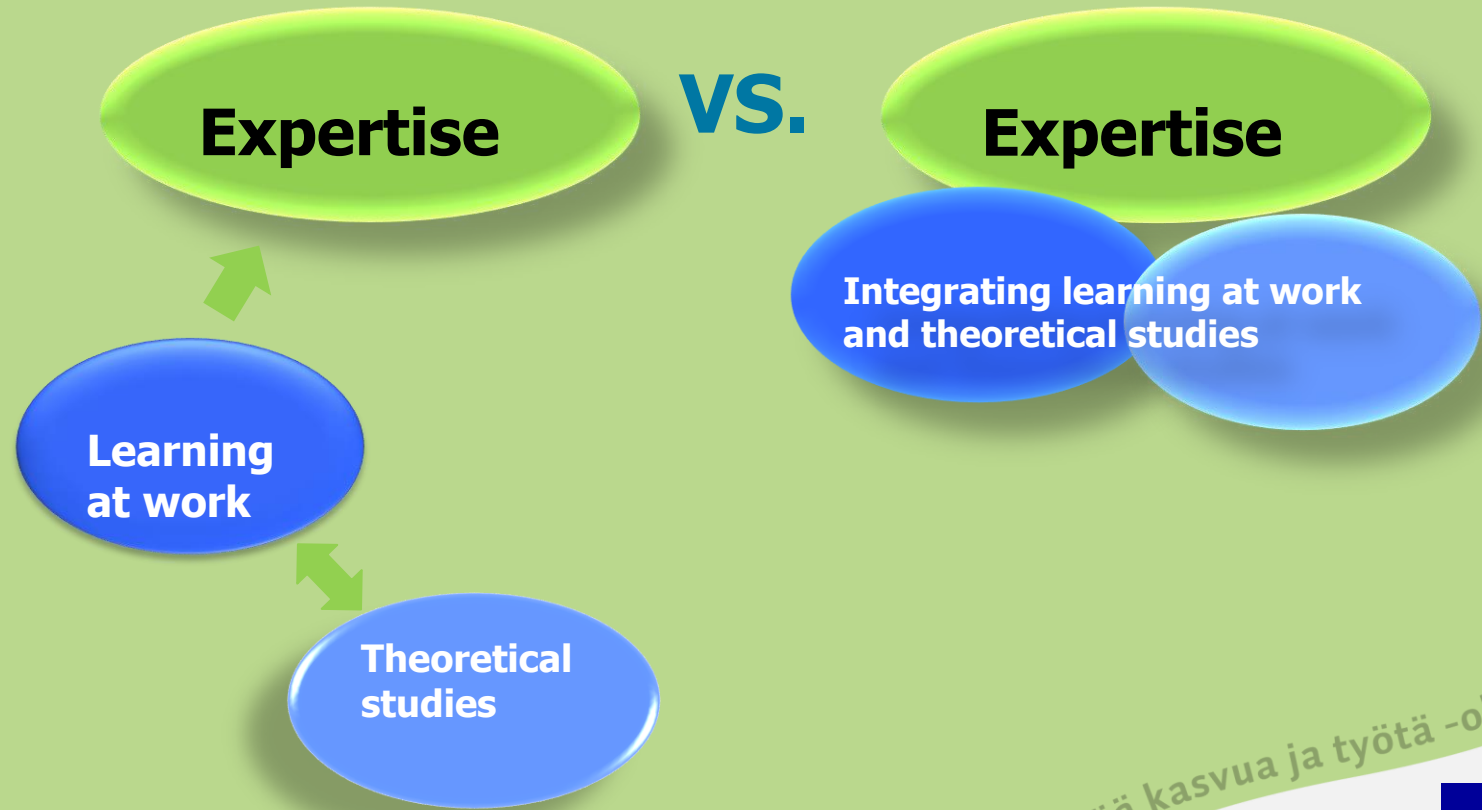 Expertise
VS.
Expertise
Integrating learning at work
and theoretical studies
Learning
at work
Theoretical
studies
kasvua ja työtä